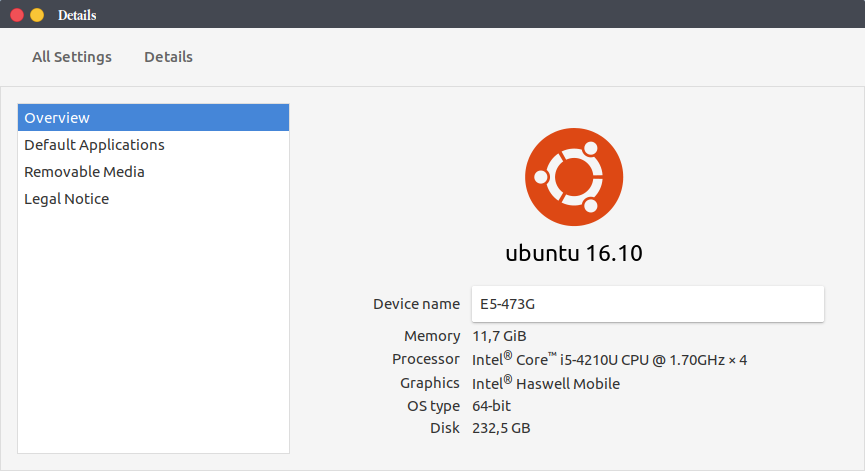 Details
All Settings Details
Overview
Default Applications
Removable Media
Legal Notice
ubuntu 16.10
Device name E5-473G
Memory 11,7 GiB
Processor Intel® Core™ i5-4210U CPU @ 1.70GHz × 4
Graphics Intel® Haswell Mobile
OS type 64-bit
Disk 232,5 GB